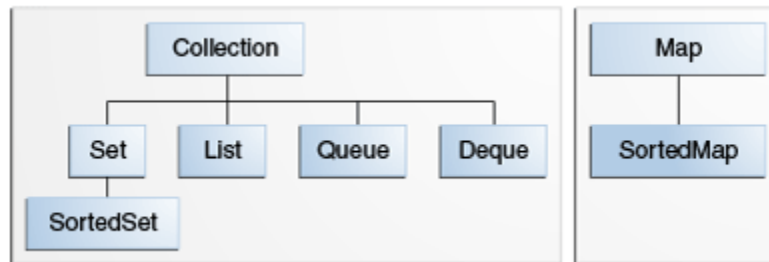 Collection
Map
Set
List
Queue
Deque
SortedMap
SortedSet